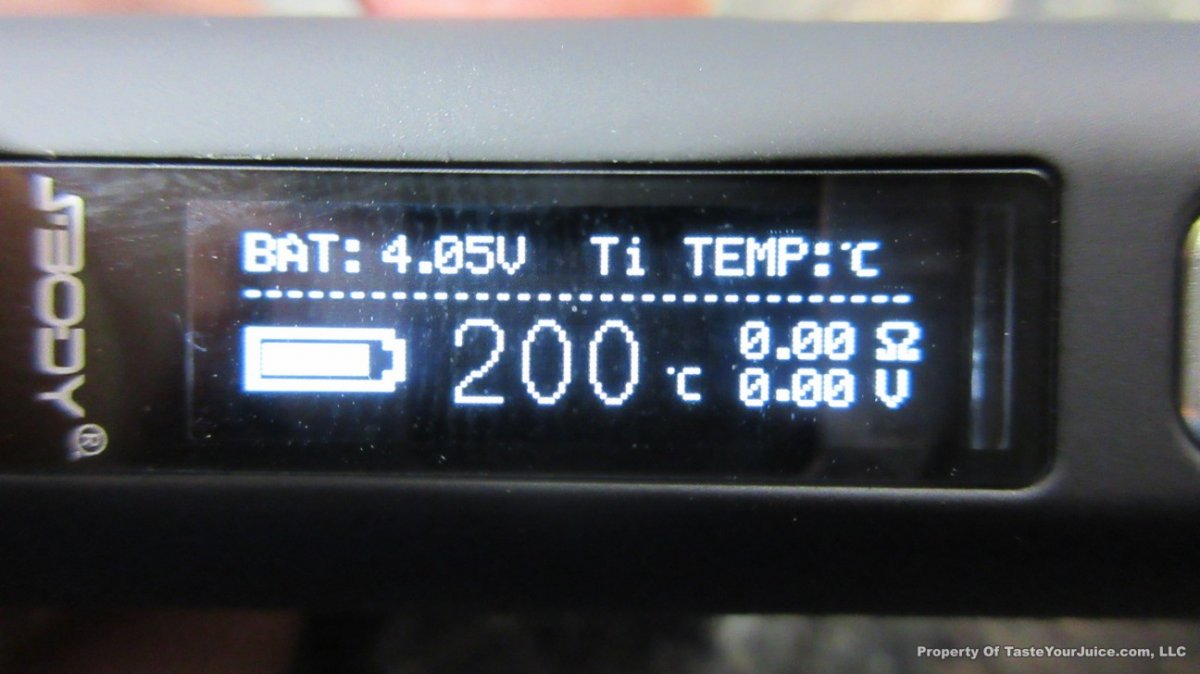 BAT: 4.05V Ti TEMP:℃
200 ℃
0.00 Ω
0.00 V
SBODY®
Property Of TasteYourJuice.com, LLC